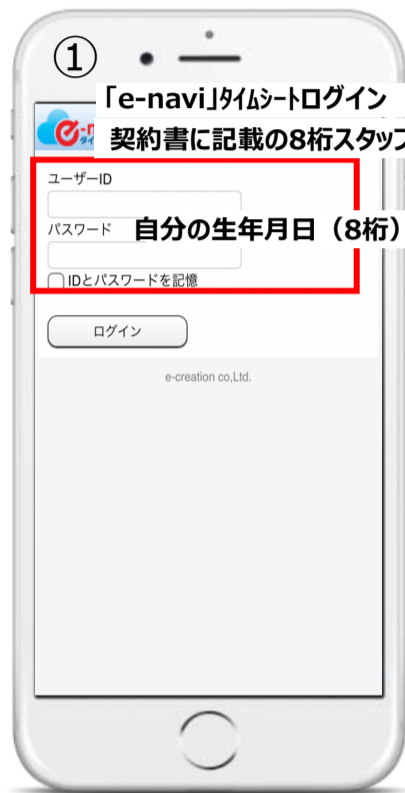 ①
「e-navi」ﾀｲﾑｼｰﾄログイン
契約書に記載の8桁スタッフ
ユーザーID
パスワード
自分の生年月日（8桁）
IDとパスワードを記憶
ログイン
e-creation co,Ltd.